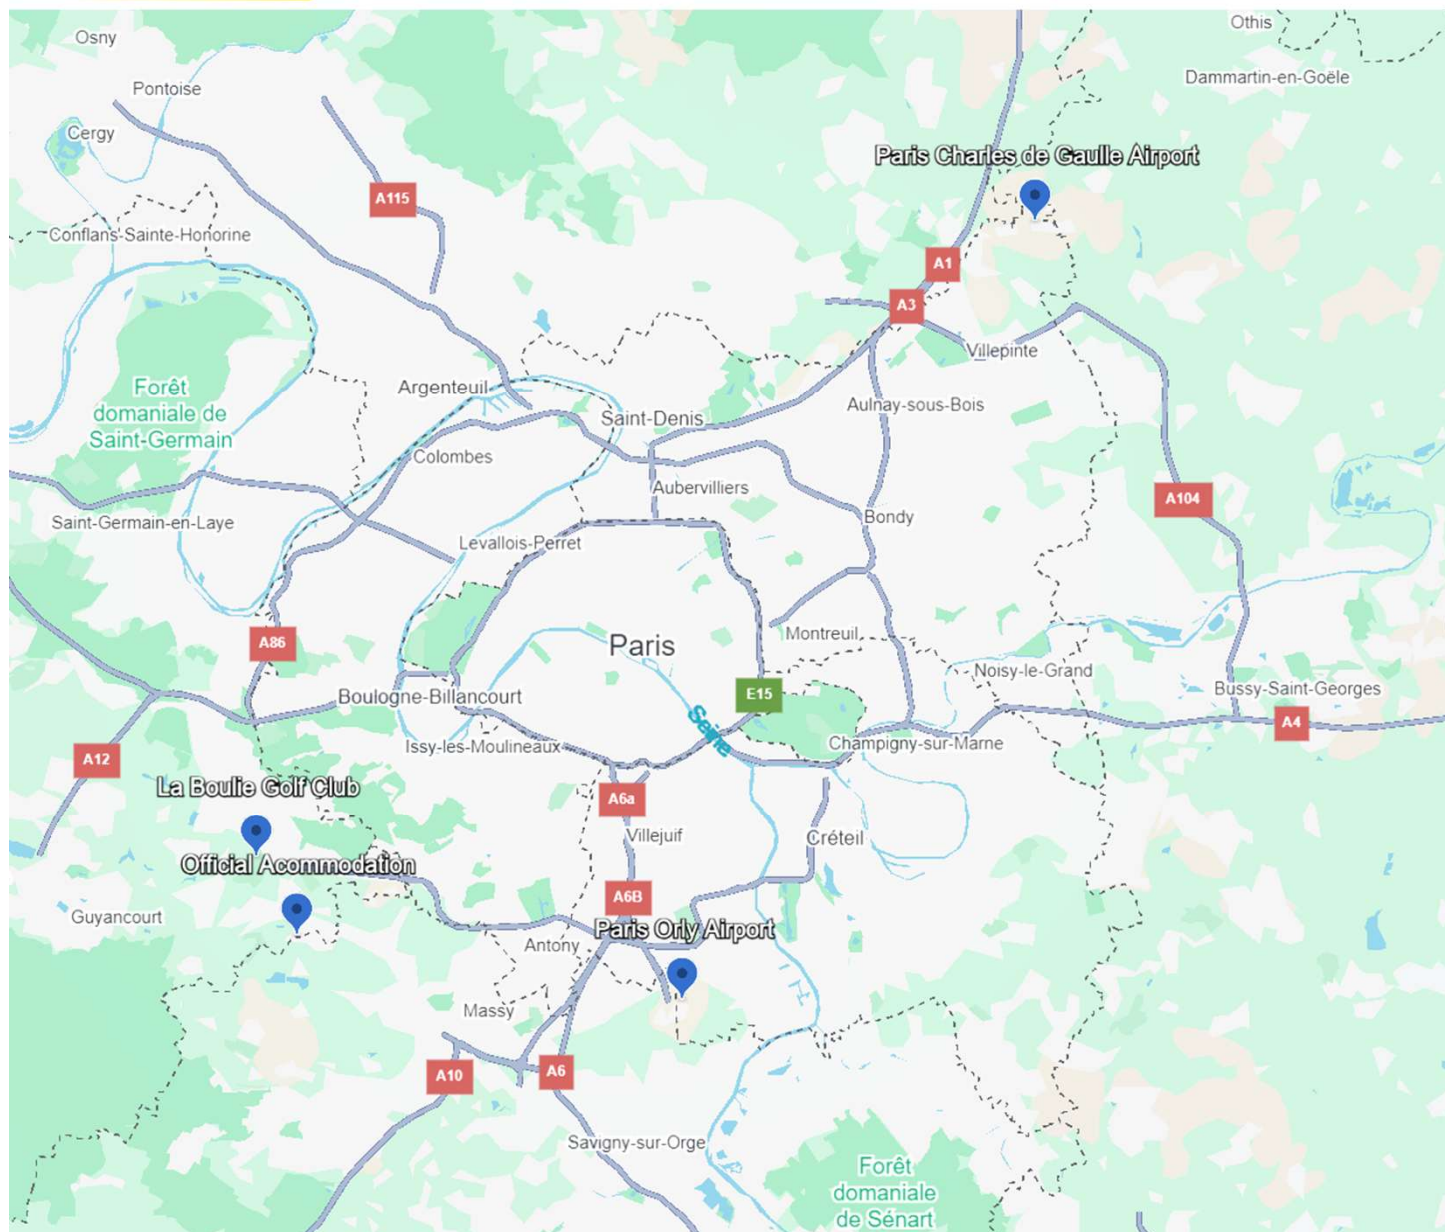 Othis
Osny
Dammartin-en-Goële
Pontoise
Cergy
Paris Charles de Gaulle Airport
A115
Conflans-Sainte-Honorine
A1
A3
Villepinte
Forêt
domaniale de
Saint-Germain
Argenteuil
Saint-Denis
Aulnay-sous-Bois
Colombes
Aubervilliers
A104
Saint-Germain-en-Laye
Bondy
Levallois-Perret
A86
Paris
Montreuil
Noisy-le-Grand
Boulogne-Billancourt
E15
Bussy-Saint-Georges
A4
Seine
Issy-les-Moulineaux
Champigny-sur-Marne
A12
La Boulie Golf Club
A6a
Villejuif
Créteil
Official Acommodation
A6B
Guyancourt
Paris Orly Airport
Antony
Massy
A10
A6
Savigny-sur-Orge
Forêt
domaniale
de Sénart